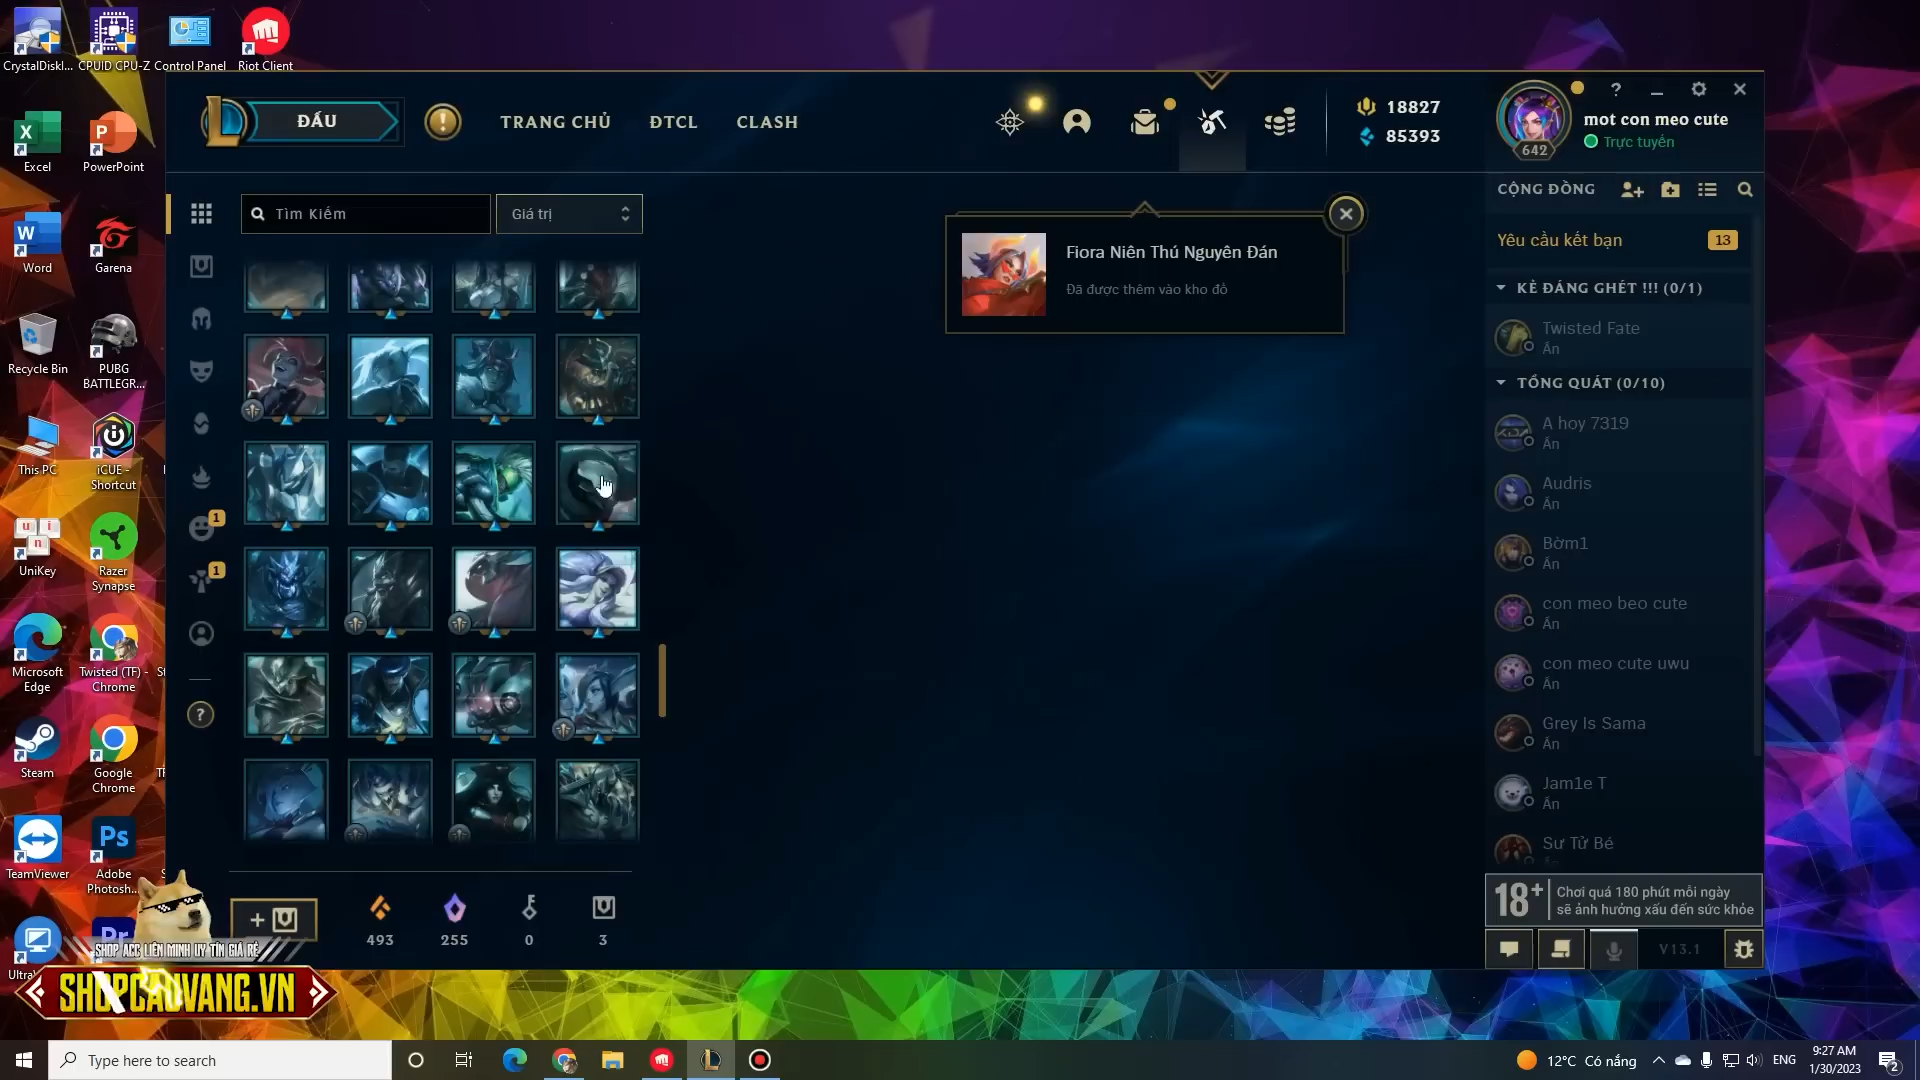 CrystalDiskI...
CPUID CPU-Z
Control Panel
Riot Client
Excel
PowerPoint
Word
Garena
Recycle Bin
PUBG
BATTLEGR...
This PC
iCUE -
Shortcut
UniKey
Razer
Synapse
Microsoft
Edge
Twisted (TF) -
Chrome
Steam
Google
Chrome
TeamViewer
Adobe
Photosh...
ĐẤU
TRANG CHỦ
ĐTCL
CLASH
18827
85393
642
mot con meo cute
Trực tuyến
Tìm Kiếm
Giá trị
1
1
Fiora Niên Thú Nguyên Đán
Đã được thêm vào kho đồ
493
255
0
3
CỘNG ĐỒNG
Yêu cầu kết bạn
13
KẺ ĐÁNG GHÉT !!! (0/1)
Twisted Fate
Ẩn
TỔNG QUÁT (0/10)
A hoy 7319
Ẩn
Audris
Ẩn
Bờm1
Ẩn
con meo beo cute
Ẩn
con meo cute uwu
Ẩn
Grey Is Sama
Ẩn
Jam1e T
Ẩn
Sư Tử Bé
18+
Chơi quá 180 phút mỗi ngày
sẽ ảnh hưởng xấu đến sức khỏe
V13.1
SHOP ACC LIÊN MINH UY TÍN GIÁ RẺ
SHOPCAOVANG.VN
Type here to search
12°C Có nắng
ENG
9:27 AM
1/30/2023
2